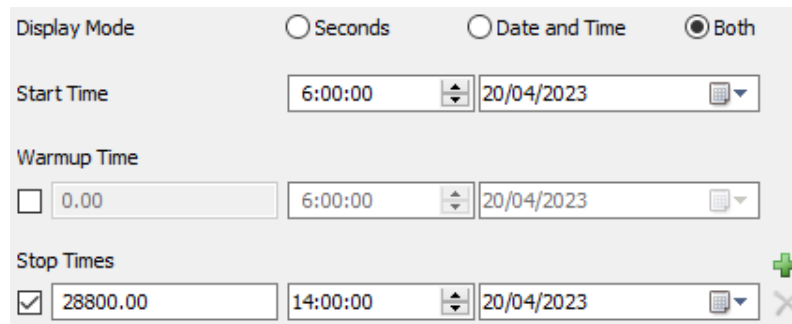 Display Mode Seconds Date and Time Both
Start Time 6:00:00 20/04/2023
Warmup Time
0.00 6:00:00 20/04/2023
Stop Times
28800.00 14:00:00 20/04/2023